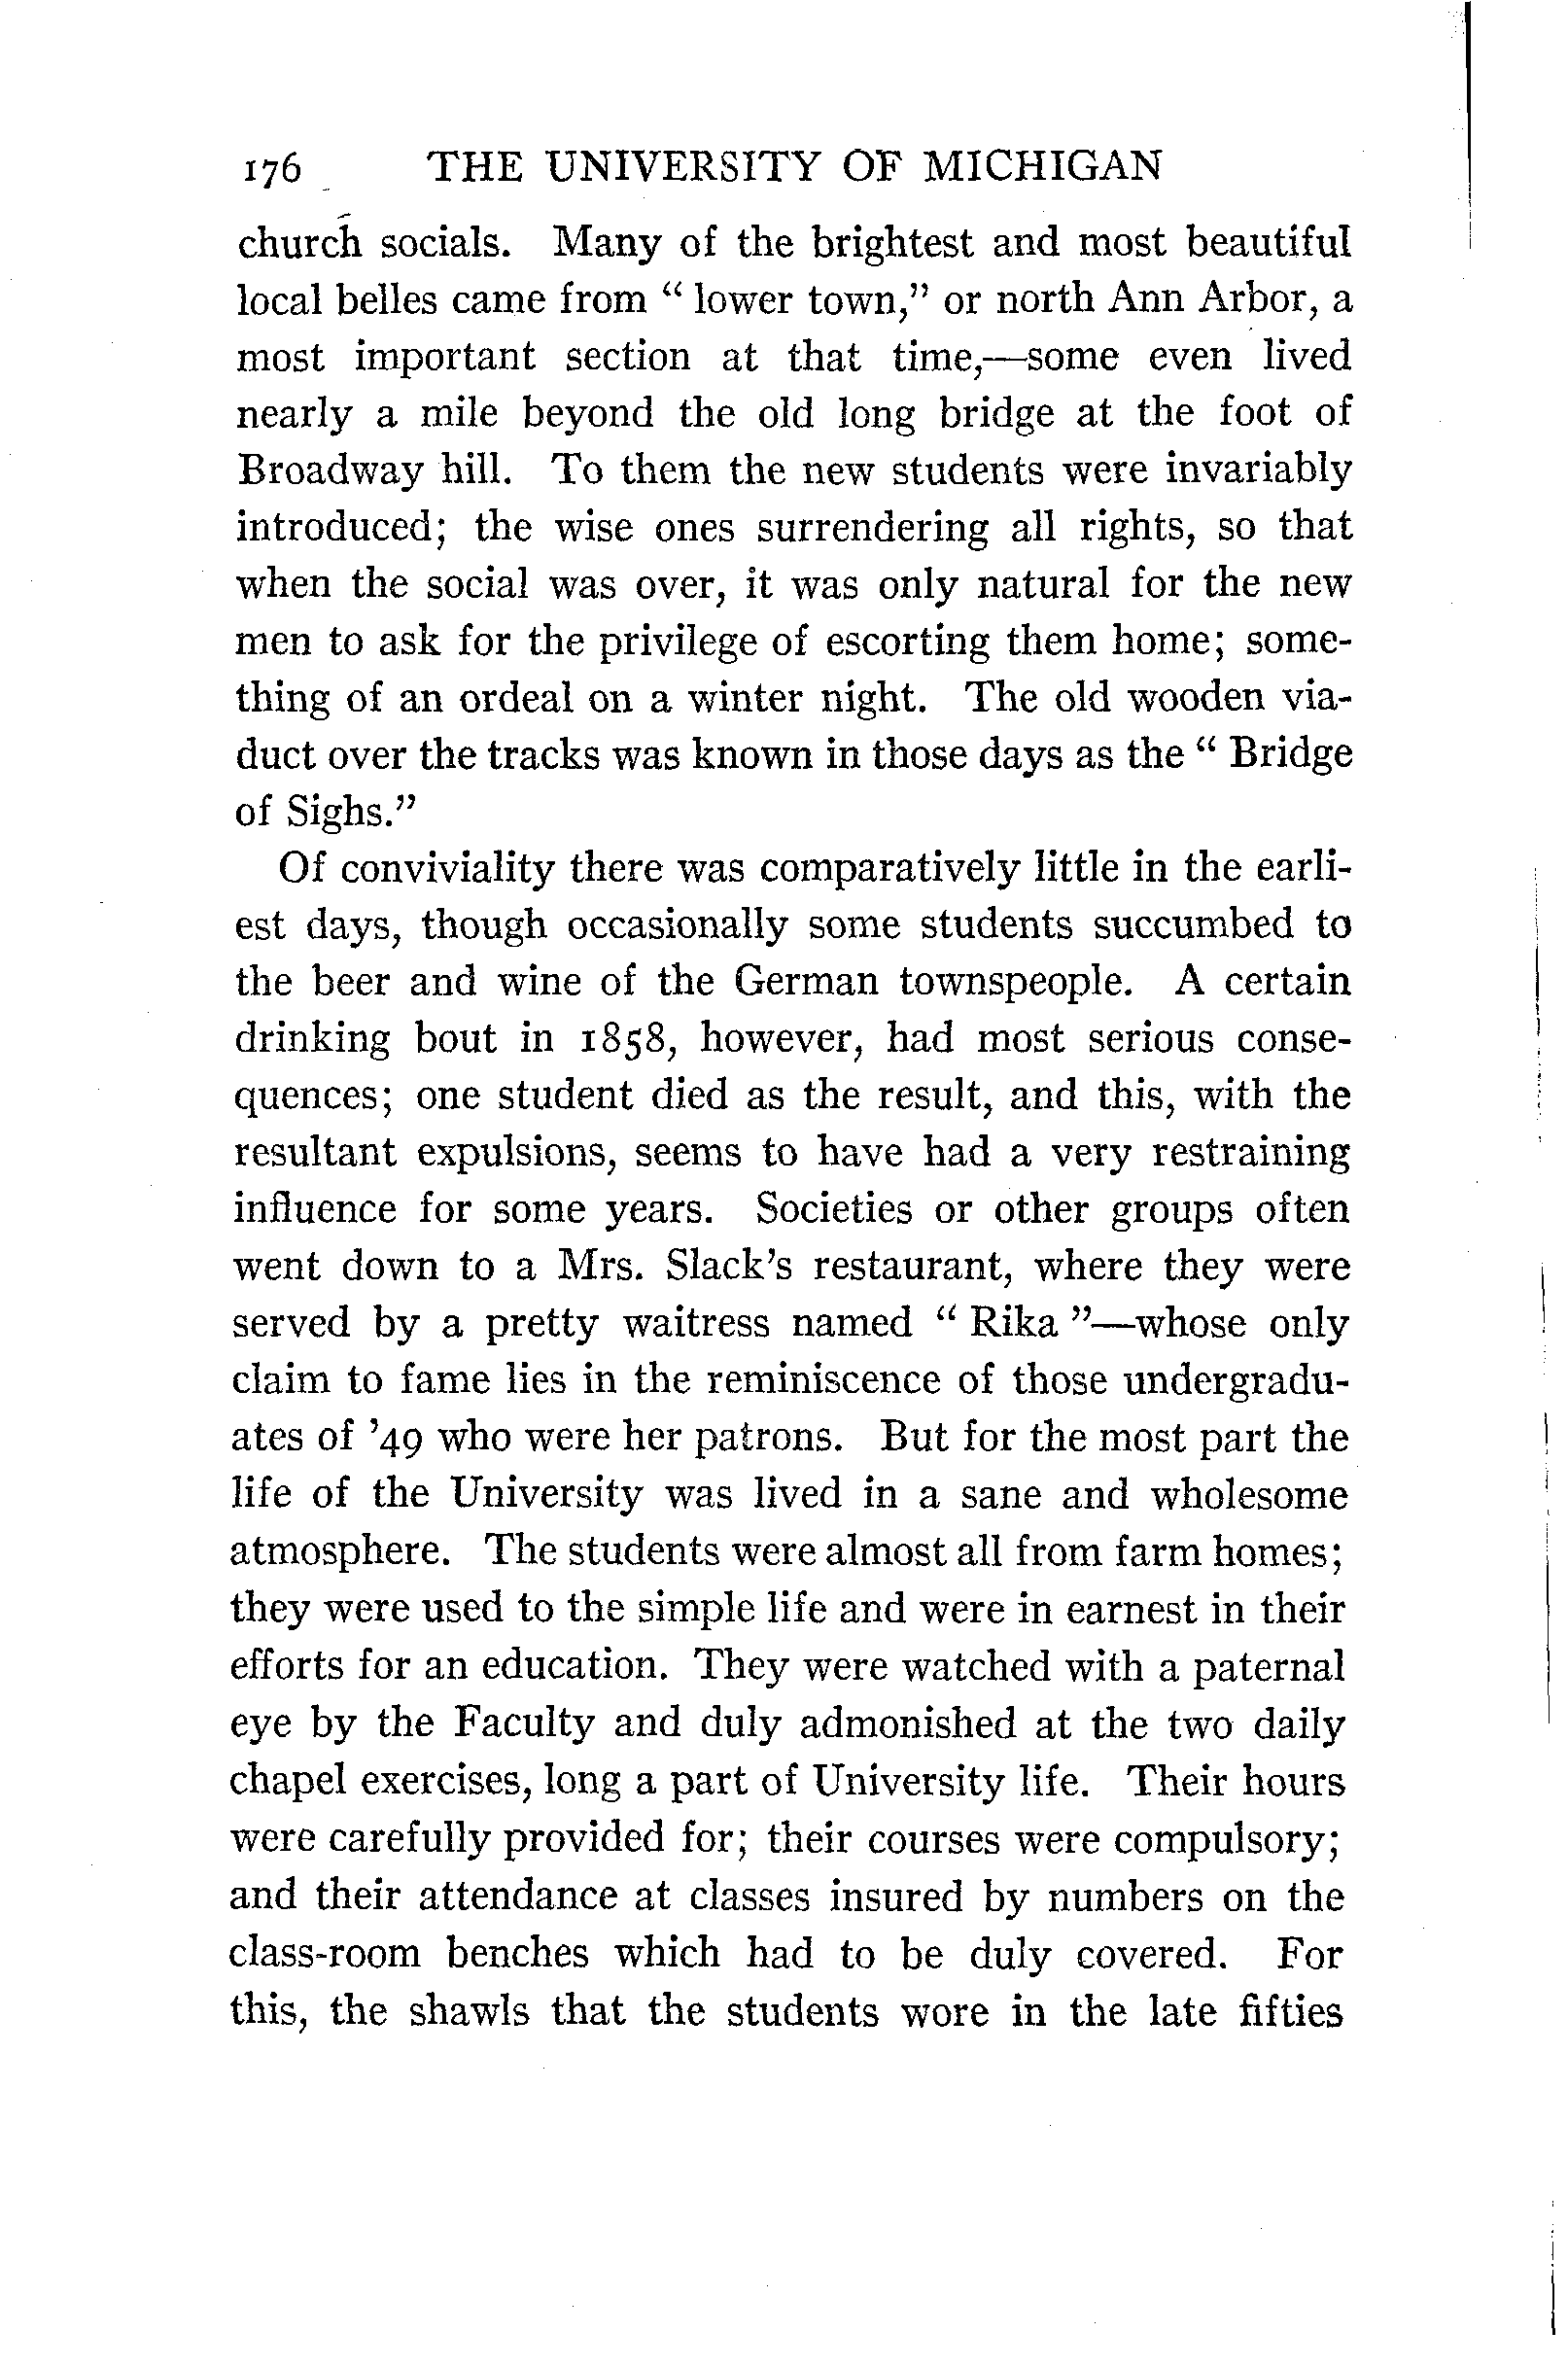 176 THE UNIVERSITY OF MICHIGAN
church socials. Many of the brightest and most beautiful
local belles came from " lower town," or north Ann Arbor, a
most important section at that time,—some even lived
nearly a mile beyond the old long bridge at the foot of
Broadway hill. To them the new students were invariably
introduced; the wise ones surrendering all rights, so that
when the social was over, it was only natural for the new
men to ask for the privilege of escorting them home; some-
thing of an ordeal on a winter night. The old wooden via-
duct over the tracks was known in those days as the " Bridge
of Sighs."
Of conviviality there was comparatively little in the earli-
est days, though occasionally some students succumbed to
the beer and wine of the German townspeople. A certain
drinking bout in 1858, however, had most serious conse-
quences; one student died as the result, and this, with the
resultant expulsions, seems to have had a very restraining
influence for some years. Societies or other groups often
went down to a Mrs. Slack's restaurant, where they were
served by a pretty waitress named " Rika "—whose only
claim to fame lies in the reminiscence of those undergradu-
ates of '49 who were her patrons. But for the most part the
life of the University was lived in a sane and wholesome
atmosphere. The students were almost all from farm homes;
they were used to the simple life and were in earnest in their
efforts for an education. They were watched with a paternal
eye by the Faculty and duly admonished at the two daily
chapel exercises, long a part of University life. Their hours
were carefully provided for; their courses were compulsory;
and their attendance at classes insured by numbers on the
class-room benches which had to be duly covered. For
this, the shawls that the students wore in the late fifties